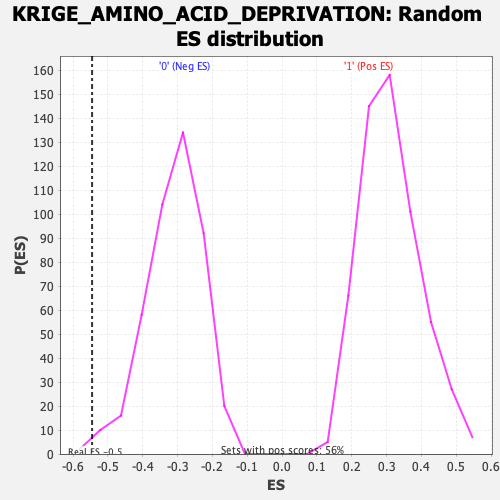 KRIGE_AMINO_ACID_DEPRIVATION: Random
ES distribution
'0' (Neg ES)
'1' (Pos ES)
160
150
140
130
120
110
100
90
80
70
60
50
40
30
20
10
0
P(ES)
Real ES -0.5
Sets with pos scores: 56%
-0.6 -0.5 -0.4 -0.3 -0.2 -0.1 0.0 0.1 0.2 0.3 0.4 0.5 0.6
ES